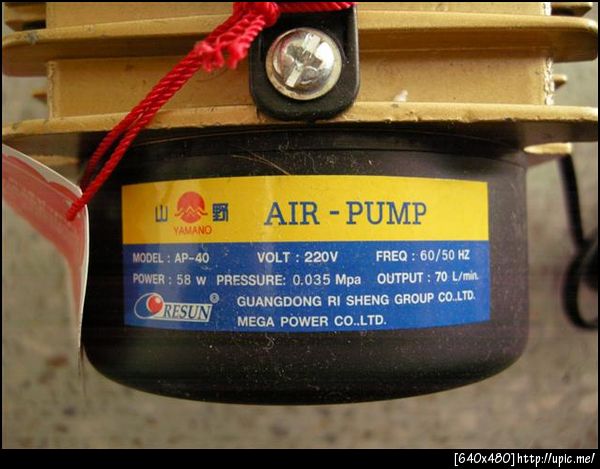 山 野 AIR - PUMP
YAMANO
MODEL : AP-40 VOLT : 220V FREQ : 60/50 HZ
POWER : 58 W PRESSURE: 0.035 Mpa OUTPUT : 70 L/min.
RESUN® GUANGDONG RI SHENG GROUP CO.,LTD.
MEGA POWER CO.,LTD.
[640x480]http://upic.me/